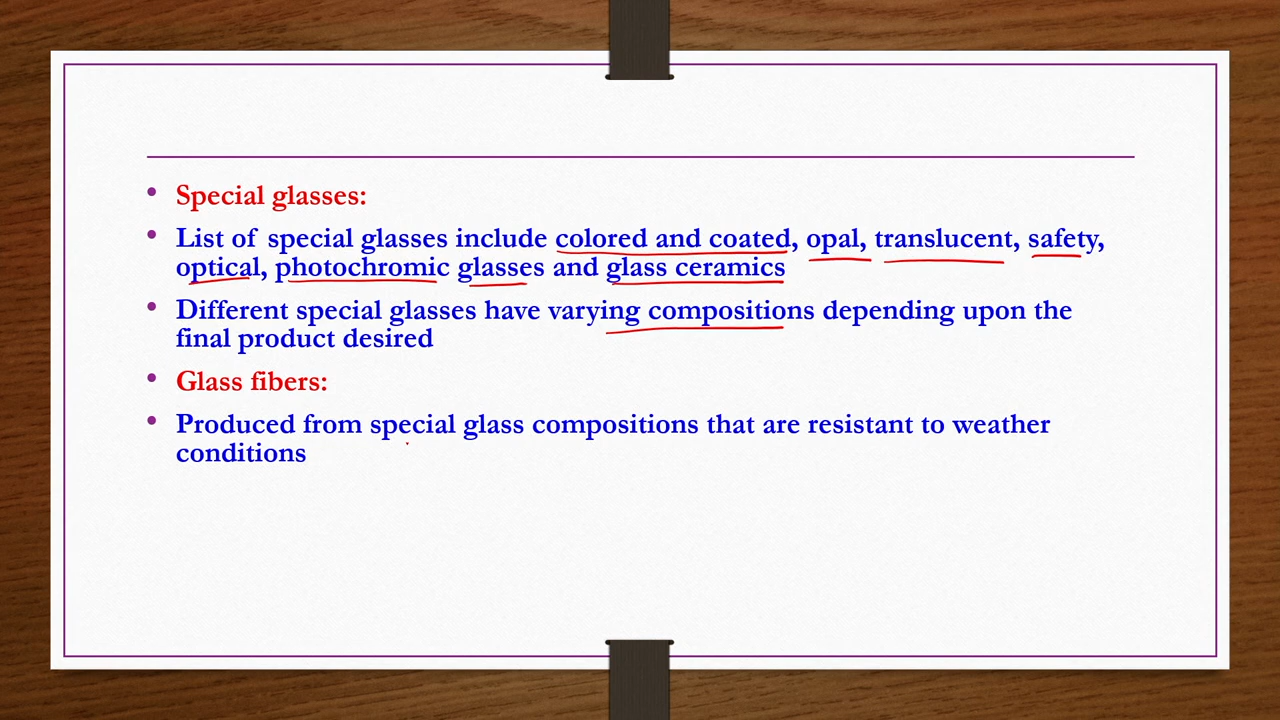 • Special glasses:
• List of special glasses include colored and coated, opal, translucent, safety,
optical, photochromic glasses and glass ceramics
• Different special glasses have varying compositions depending upon the
final product desired
• Glass fibers:
• Produced from special glass compositions that are resistant to weather
conditions